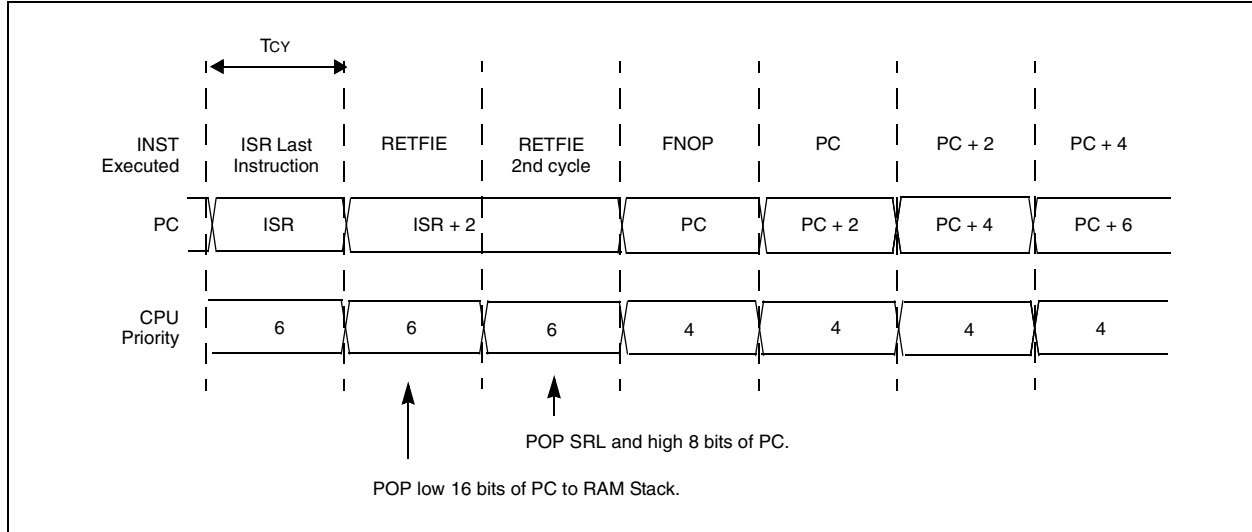 TCY
INST
Executed
ISR Last
Instruction
RETFIE
RETFIE
2nd cycle
FNOP
PC
PC + 2
PC + 4
PC
ISR
ISR + 2
PC
PC + 2
PC + 4
PC + 6
CPU
Priority
6
6
6
4
4
4
4
POP SRL and high 8 bits of PC.
POP low 16 bits of PC to RAM Stack.